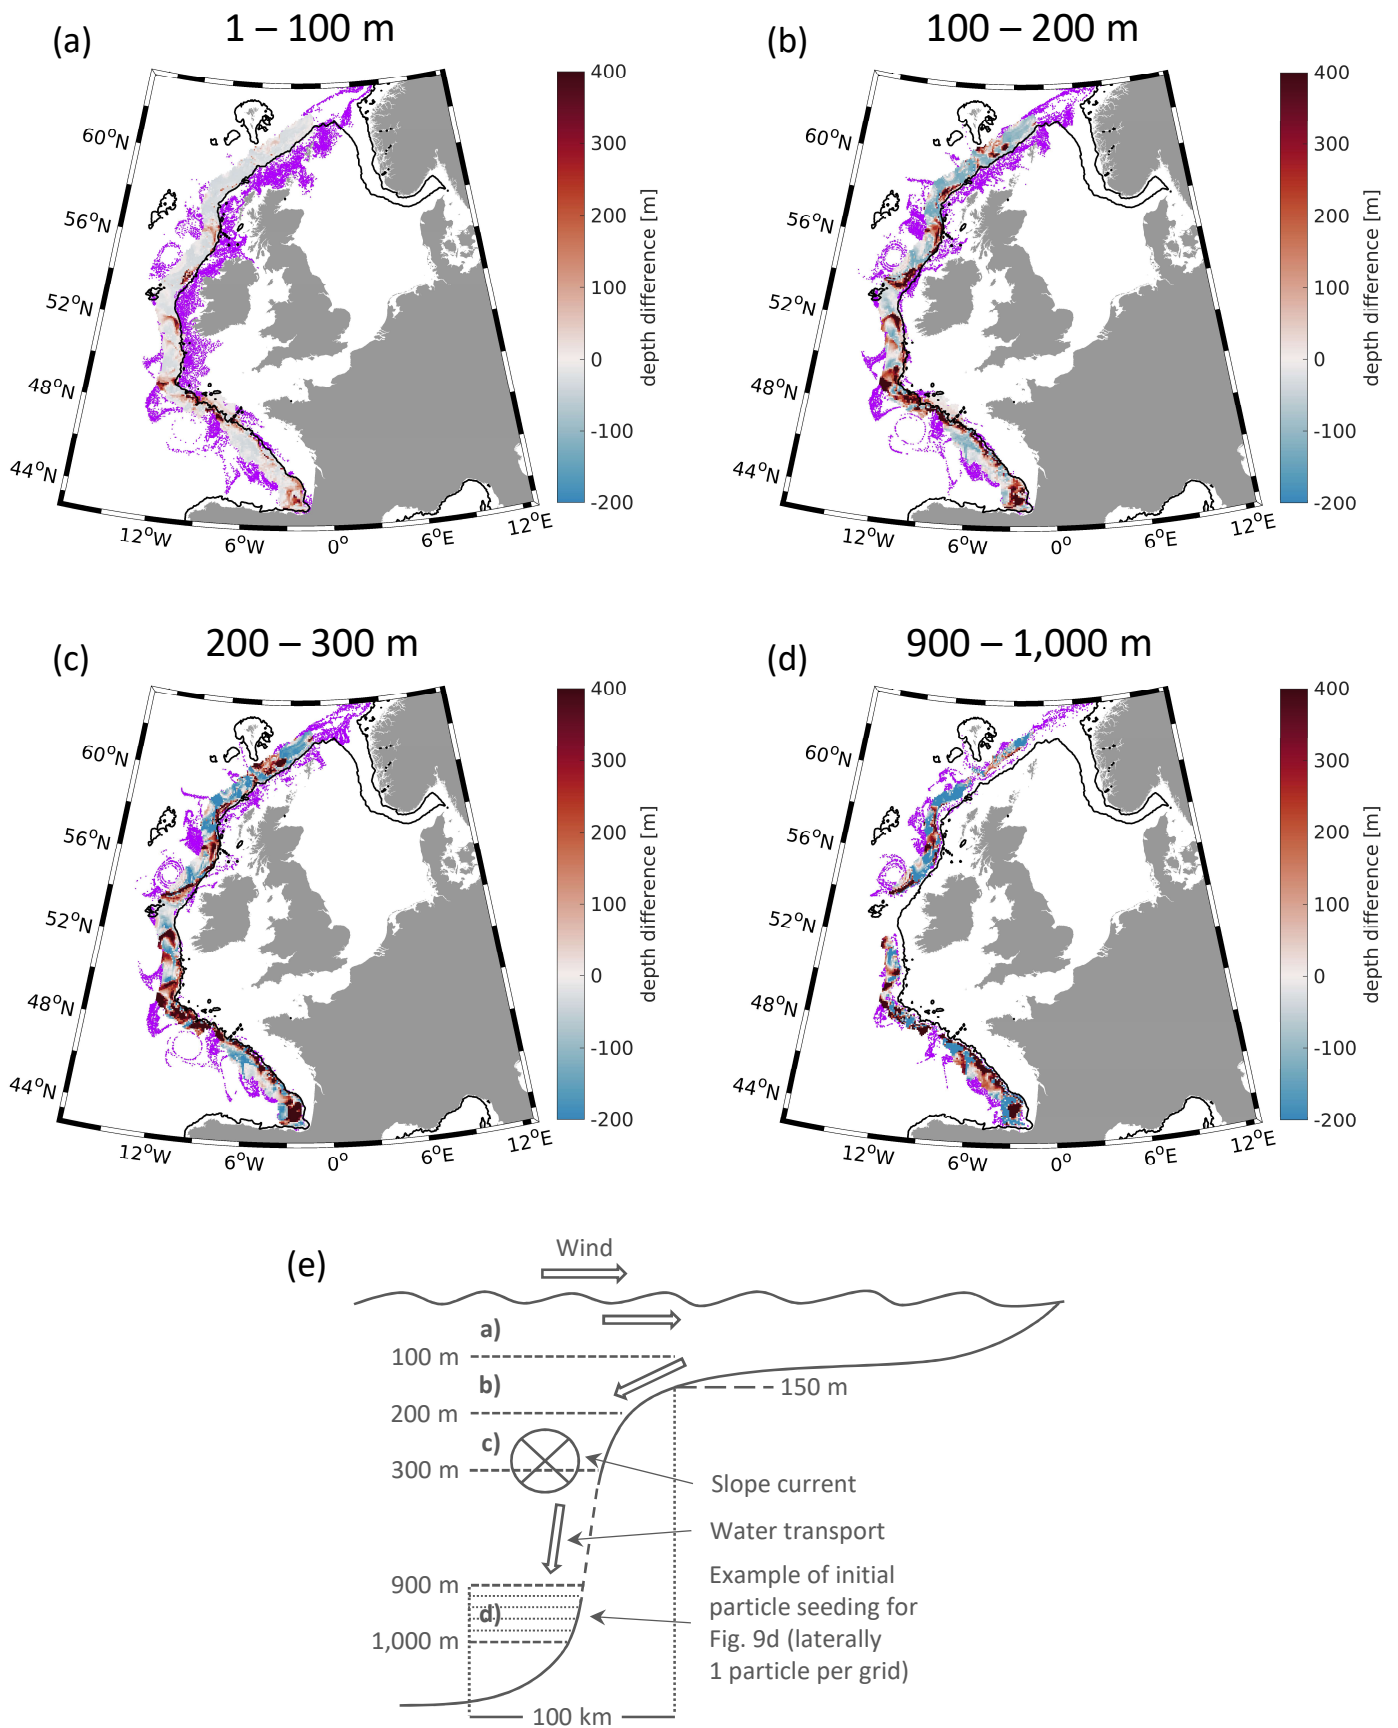 (a)
1 – 100 m
60°N
56°N
52°N
48°N
44°N
12°W
6°W
0°
6°E
12°E
400
300
200
100
0
-100
-200
depth difference [m]
(b)
100 – 200 m
60°N
56°N
52°N
48°N
44°N
12°W
6°W
0°
6°E
12°E
400
300
200
100
0
-100
-200
depth difference [m]
(c)
200 – 300 m
60°N
56°N
52°N
48°N
44°N
12°W
6°W
0°
6°E
12°E
400
300
200
100
0
-100
-200
depth difference [m]
(d)
900 – 1,000 m
60°N
56°N
52°N
48°N
44°N
12°W
6°W
0°
6°E
12°E
400
300
200
100
0
-100
-200
depth difference [m]
(e)
Wind
a)
100 m
b)
150 m
200 m
c)
300 m
Slope current
Water transport
900 m
d)
1,000 m
Example of initial
particle seeding for
Fig. 9d (laterally
1 particle per grid)
100 km